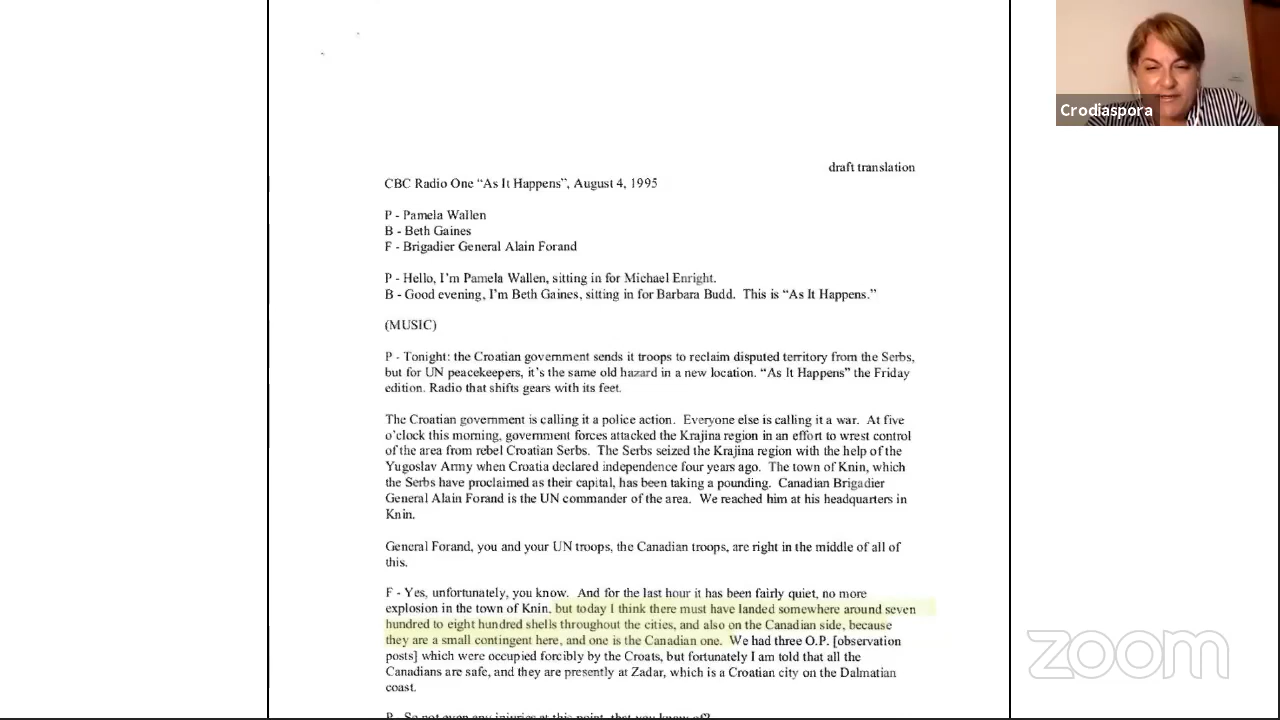 draft translation
CBC Radio One “As It Happens”, August 4, 1995
P - Pamela Wallen
B - Beth Gaines
F - Brigadier General Alain Forand
P - Hello, I’m Pamela Wallen, sitting in for Michael Enright.
B - Good evening, I’m Beth Gaines, sitting in for Barbara Budd. This is “As It Happens.”
(MUSIC)
P - Tonight: the Croatian government sends it troops to reclaim disputed territory from the Serbs,
but for UN peacekeepers, it’s the same old hazard in a new location. “As It Happens” the Friday
edition. Radio that shifts gears with its feet.
The Croatian government is calling it a police action. Everyone else is calling it a war. At five
o’clock this morning, government forces attacked the Krajina region in an effort to wrest control
of the area from rebel Croatian Serbs. The Serbs seized the Krajina region with the help of the
Yugoslav Army when Croatia declared independence four years ago. The town of Knin, which
the Serbs have proclaimed as their capital, has been taking a pounding. Canadian Brigadier
General Alain Forand is the UN commander of the area. We reached him at his headquarters in
Knin.
General Forand, you and your UN troops, the Canadian troops, are right in the middle of all of
this.
F - Yes, unfortunately, you know. And for the last hour it has been fairly quiet, no more
explosion in the town of Knin, but today I think there must have landed somewhere around seven
hundred to eight hundred shells throughout the cities, and also on the Canadian side, because
they are a small contingent here, and one is the Canadian one. We had three O.P. [observation
posts] which were occupied forcibly by the Croats, but fortunately I am told that all the
Canadians are safe, and they are presently at Zadar, which is a Croatian city on the Dalmatian
coast.
P - So not even any injuries at this point, that you know of?
Crodiaspora
zoom